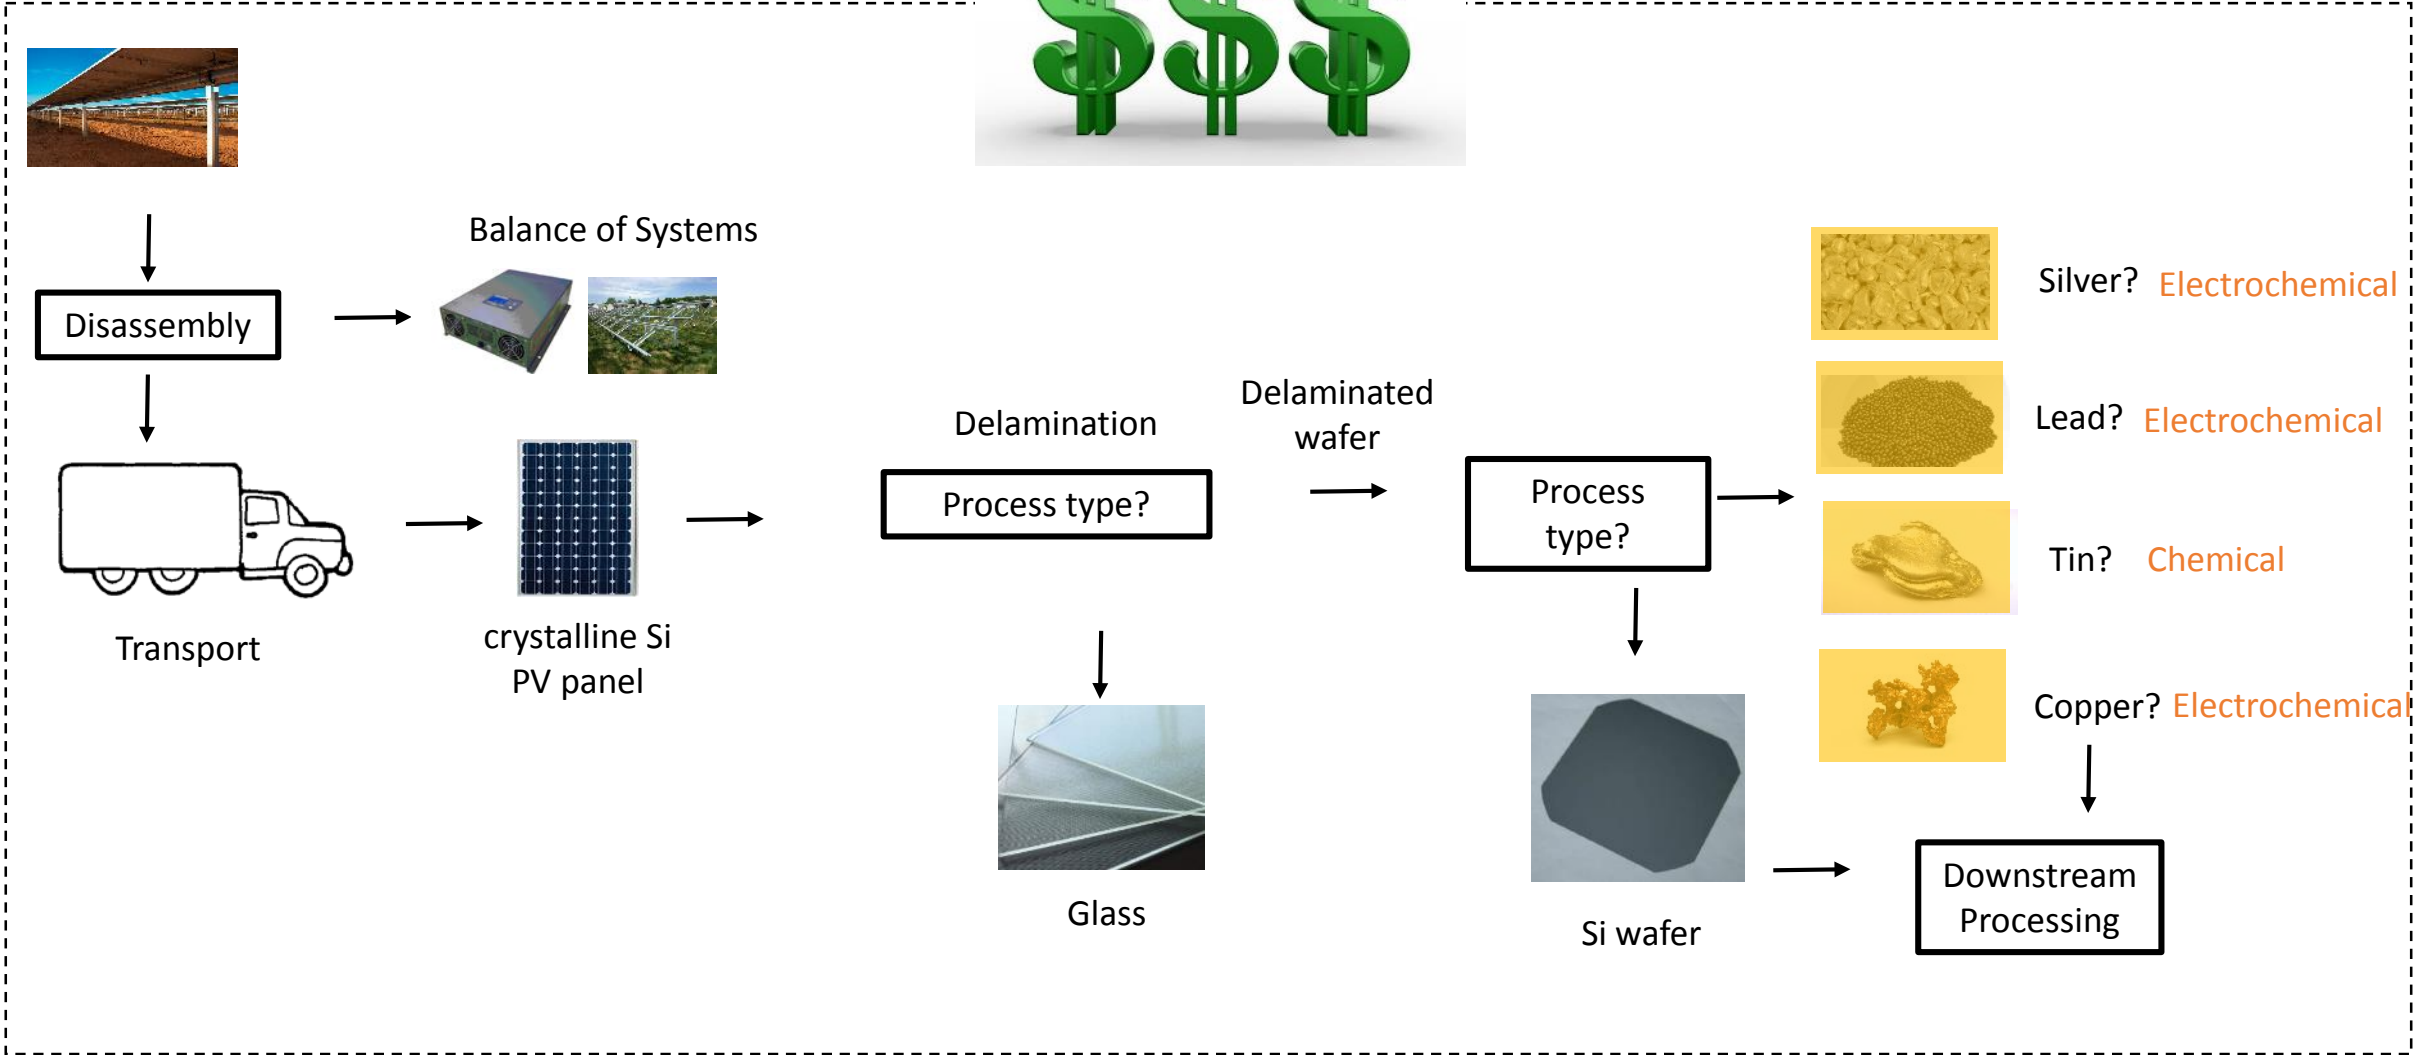 Balance of Systems
Disassembly
Transport
crystalline Si
PV panel
Delamination
Process type?
Glass
Delaminated
wafer
Process
type?
Si wafer
Silver? Electrochemical
Lead? Electrochemical
Tin? Chemical
Copper? Electrochemical
Downstream
Processing
$$$